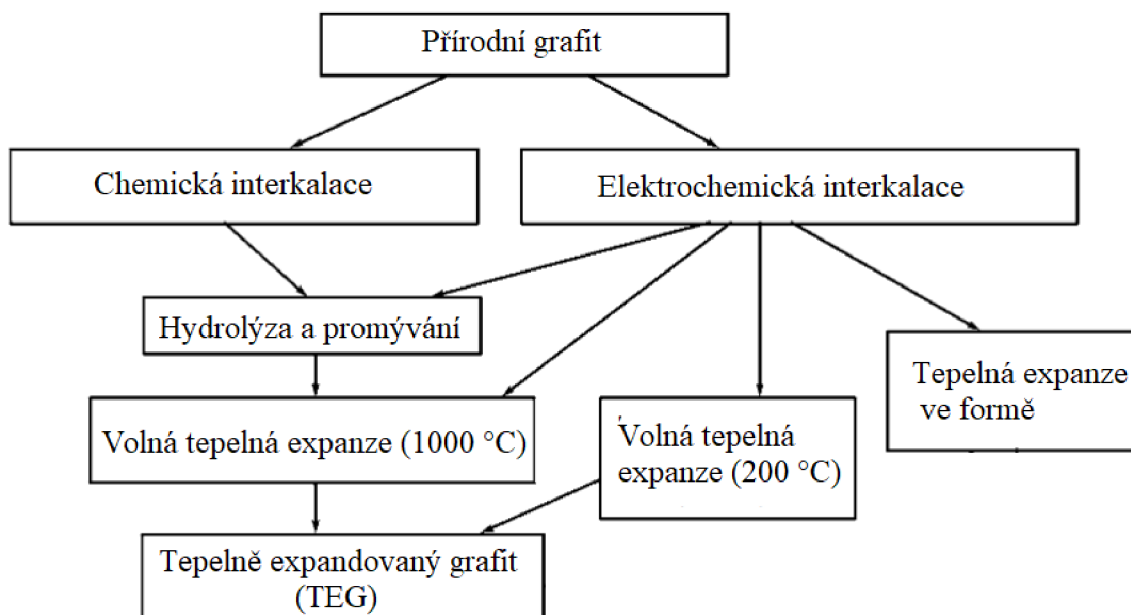 Přírodní grafit
Chemická interkalace
Elektrochemická interkalace
Hydrolýza a promývání
Tepelná expanze
ve formě
Volná tepelná expanze (1000 °C)
Volná tepelná
expanze (200 °C)
Tepelně expandovaný grafit
(TEG)